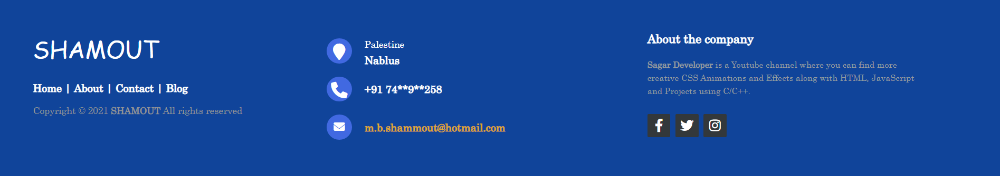 SHAMOUT
Home | About | Contact | Blog
Copyright © 2021 SHAMOUT All rights reserved
Palestine
Nablus
+91 74**9**258
m.b.shammout@hotmail.com
About the company
Sagar Developer is a Youtube channel where you can find more
creative CSS Animations and Effects along with HTML, JavaScript
and Projects using C/C++.